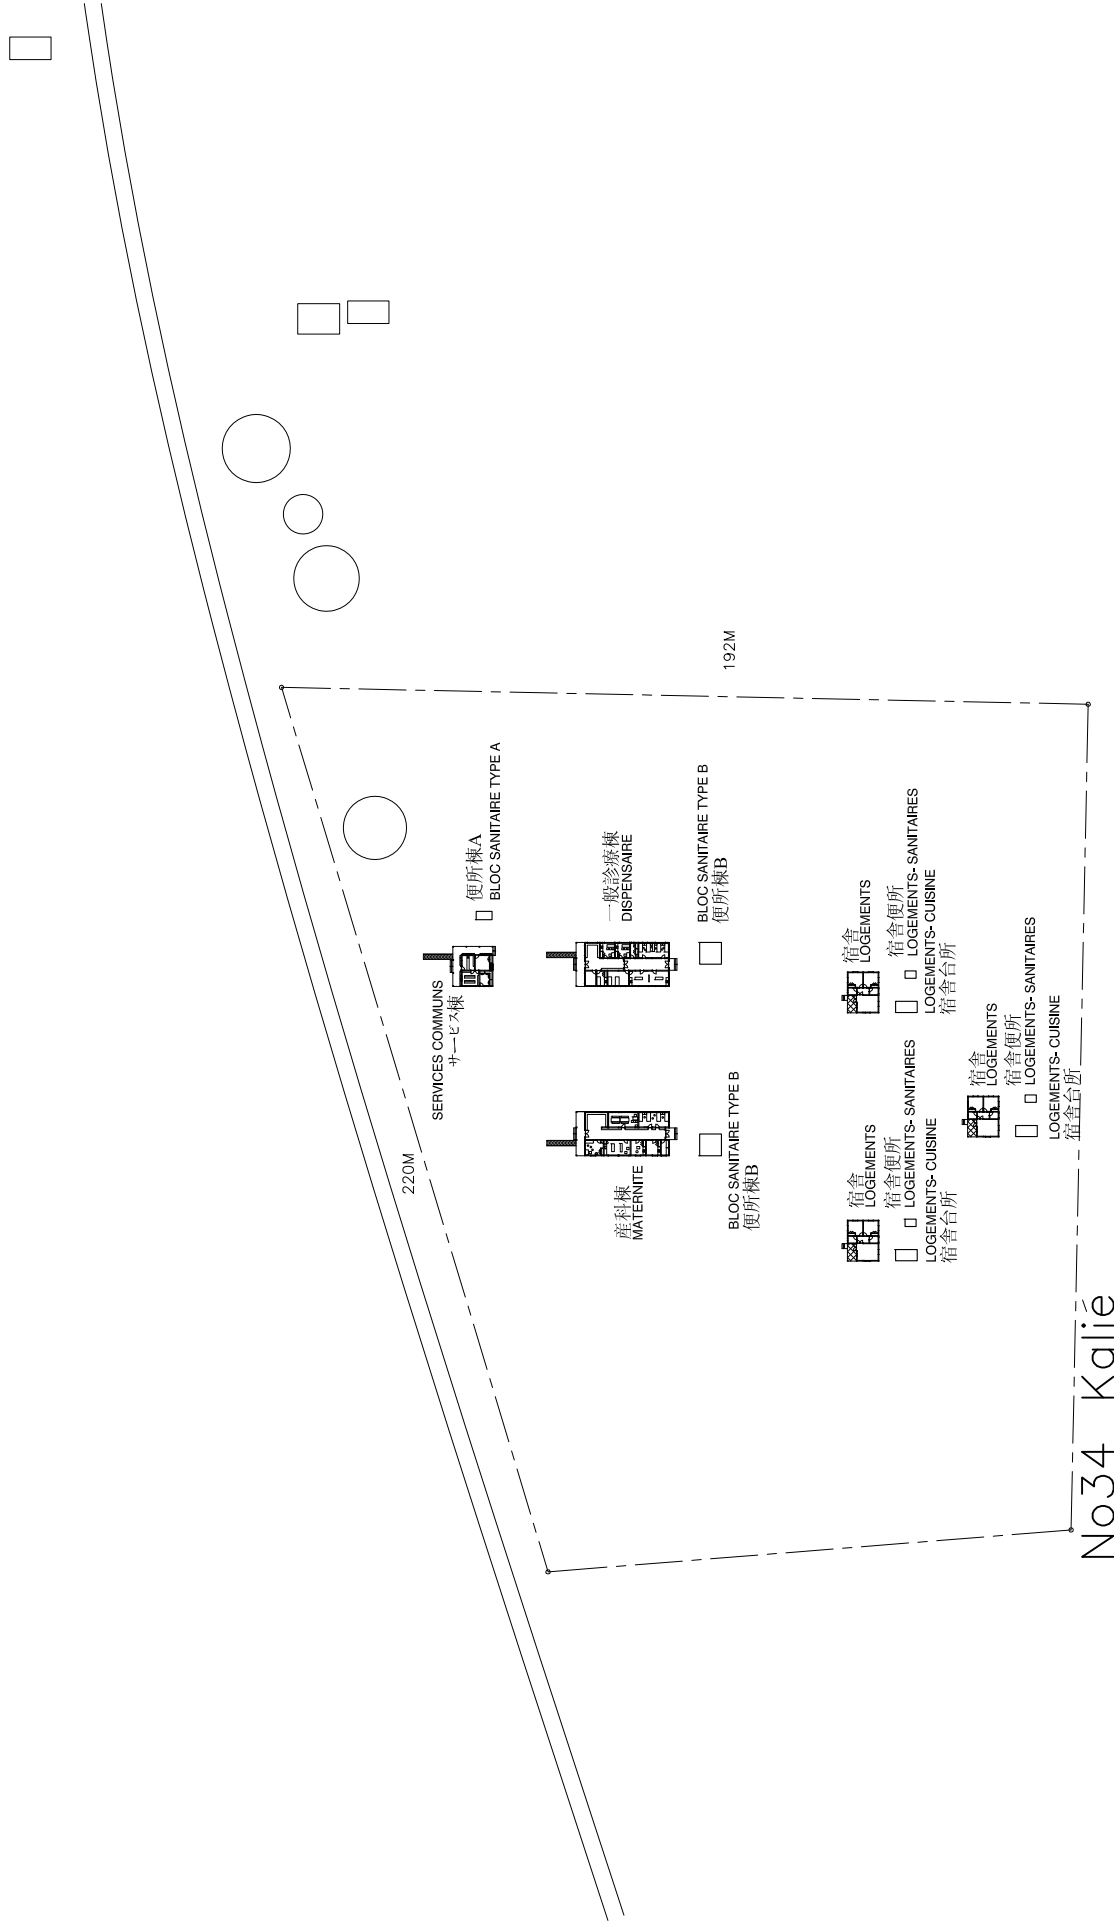 192M
220M
便所棟A
BLOC SANITAIRE TYPE A
SERVICES COMMUNS
サービス棟
一般診療棟
DISPENSAIRE
産科棟
MATERNITE
BLOC SANITAIRE TYPE B
便所棟B
BLOC SANITAIRE TYPE B
便所棟B
宿舎
LOGEMENTS
宿舎便所
LOGEMENTS- SANITAIRES
LOGEMENTS- CUISINE
宿舎台所
宿舎
LOGEMENTS
宿舎便所
LOGEMENTS- SANITAIRES
LOGEMENTS- CUISINE
宿舎台所
宿舎
LOGEMENTS
宿舎便所
LOGEMENTS- SANITAIRES
LOGEMENTS- CUISINE
宿舎台所
No34 Kalié